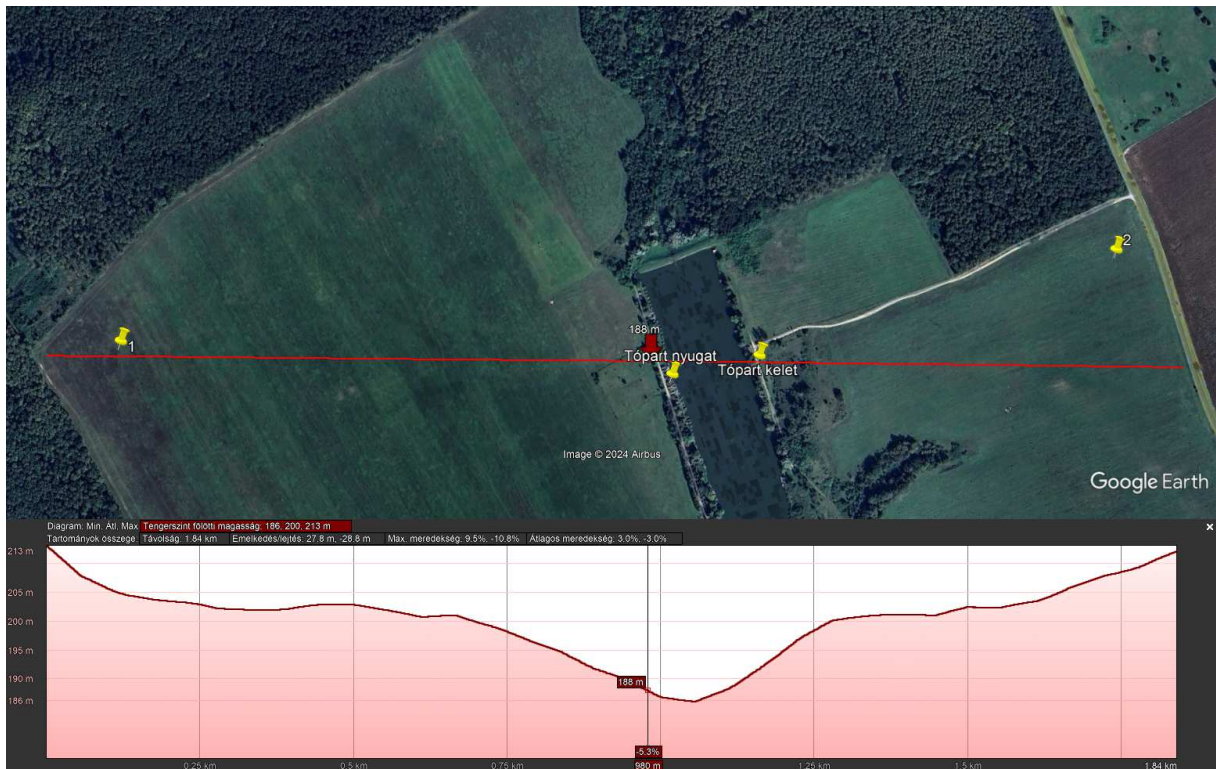 2
188 m
1
Tópart nyugat
Tópart kelet
Image © 2024 Airbus
Google Earth
Diagram: Min. Átl. Max Tengerszint fölötti magasság: 186, 200, 213 m
Tartományok összege: Távolság: 1.84 km Emelkedés/lejtés: 27.8 m, -28.8 m Max. meredekség: 9.5%, -10.8% Átlagos meredekség: 3.0%, -3.0%
213 m
205 m
200 m
195 m
190 m
188 m
186 m
-5.3%
0.25 km 0.5 km 0.75 km 980 m 1.25 km 1.5 km 1.84 km